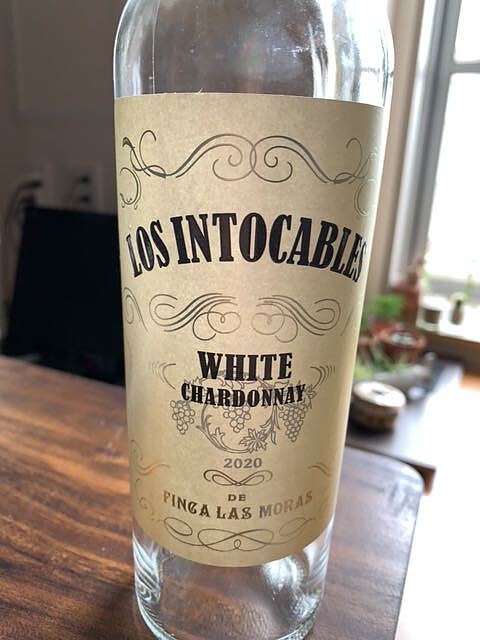 LOS INTOCABLES
WHITE
CHARDONNAY
2020
DE
FINCA LAS MORAS